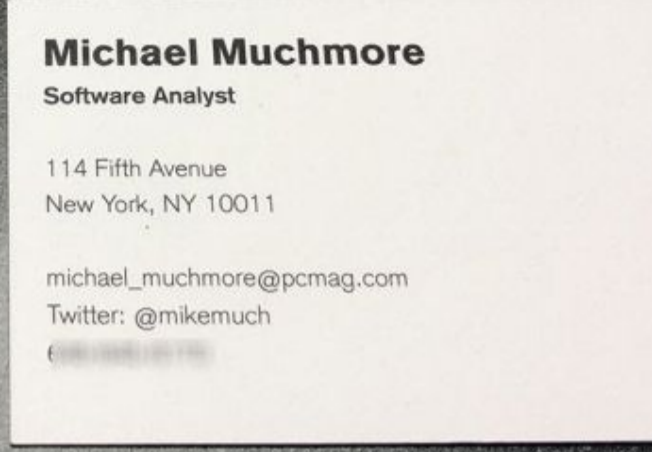 Michael Muchmore
Software Analyst
114 Fifth Avenue
New York, NY 10011
michael_muchmore@pcmag.com
Twitter: @mikemuch